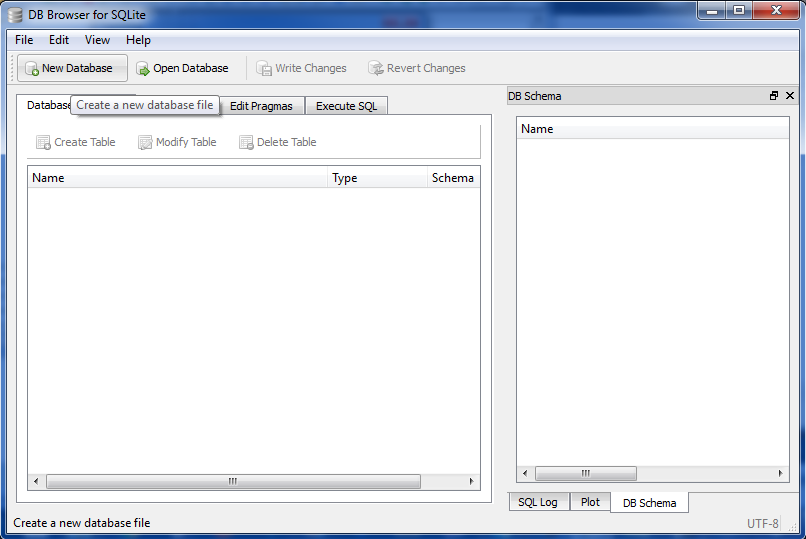 DB Browser for SQLite
File Edit View Help
New Database Open Database Write Changes Revert Changes
Database
Create a new database file
Edit Pragmas Execute SQL
Create Table Modify Table Delete Table
Name Type Schema
DB Schema
Name
SQL Log Plot DB Schema
Create a new database file UTF-8